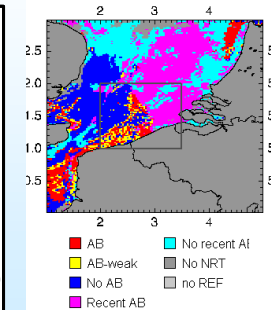 2 3 4
2.5
2.0
1.5
1.0
0.5
2 3 4
AB
AB-weak
No AB
Recent AB
No recent AB
No NRT
no REF